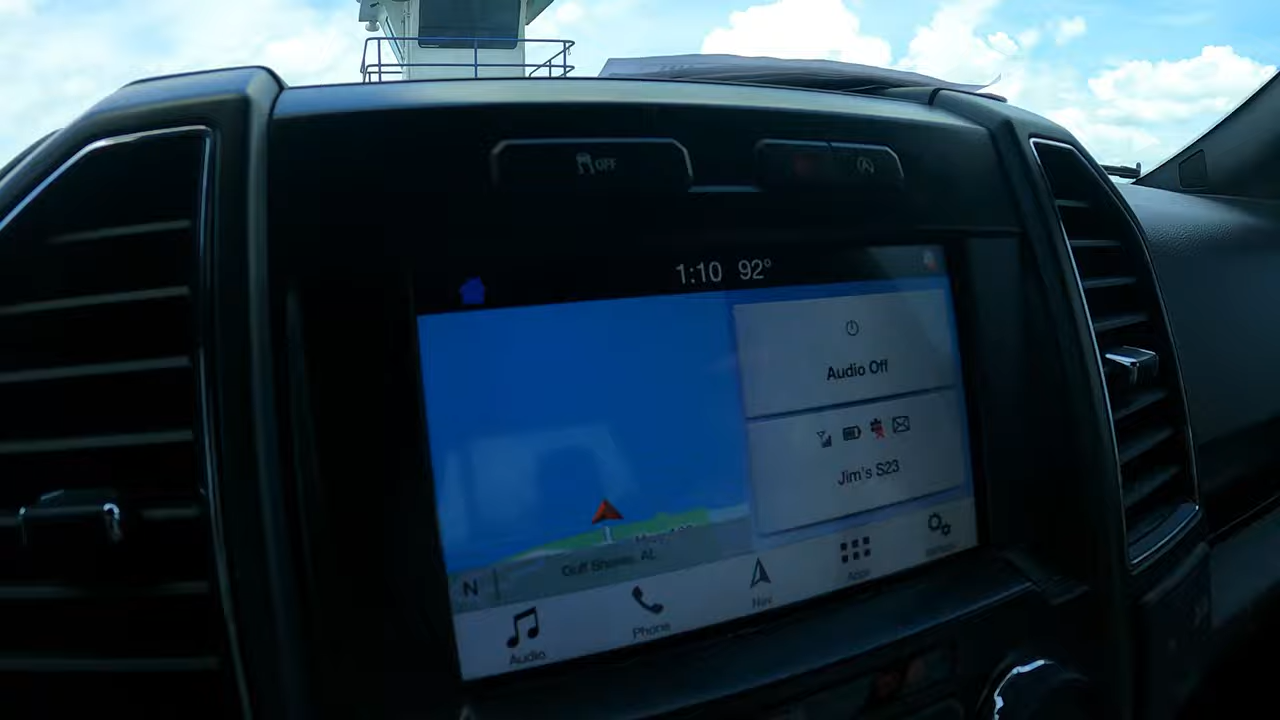 OFF
1:10 92°
Audio Off
Jim's S23
Gulf Shores, AL
N
Audio
Phone
Nav
Apps